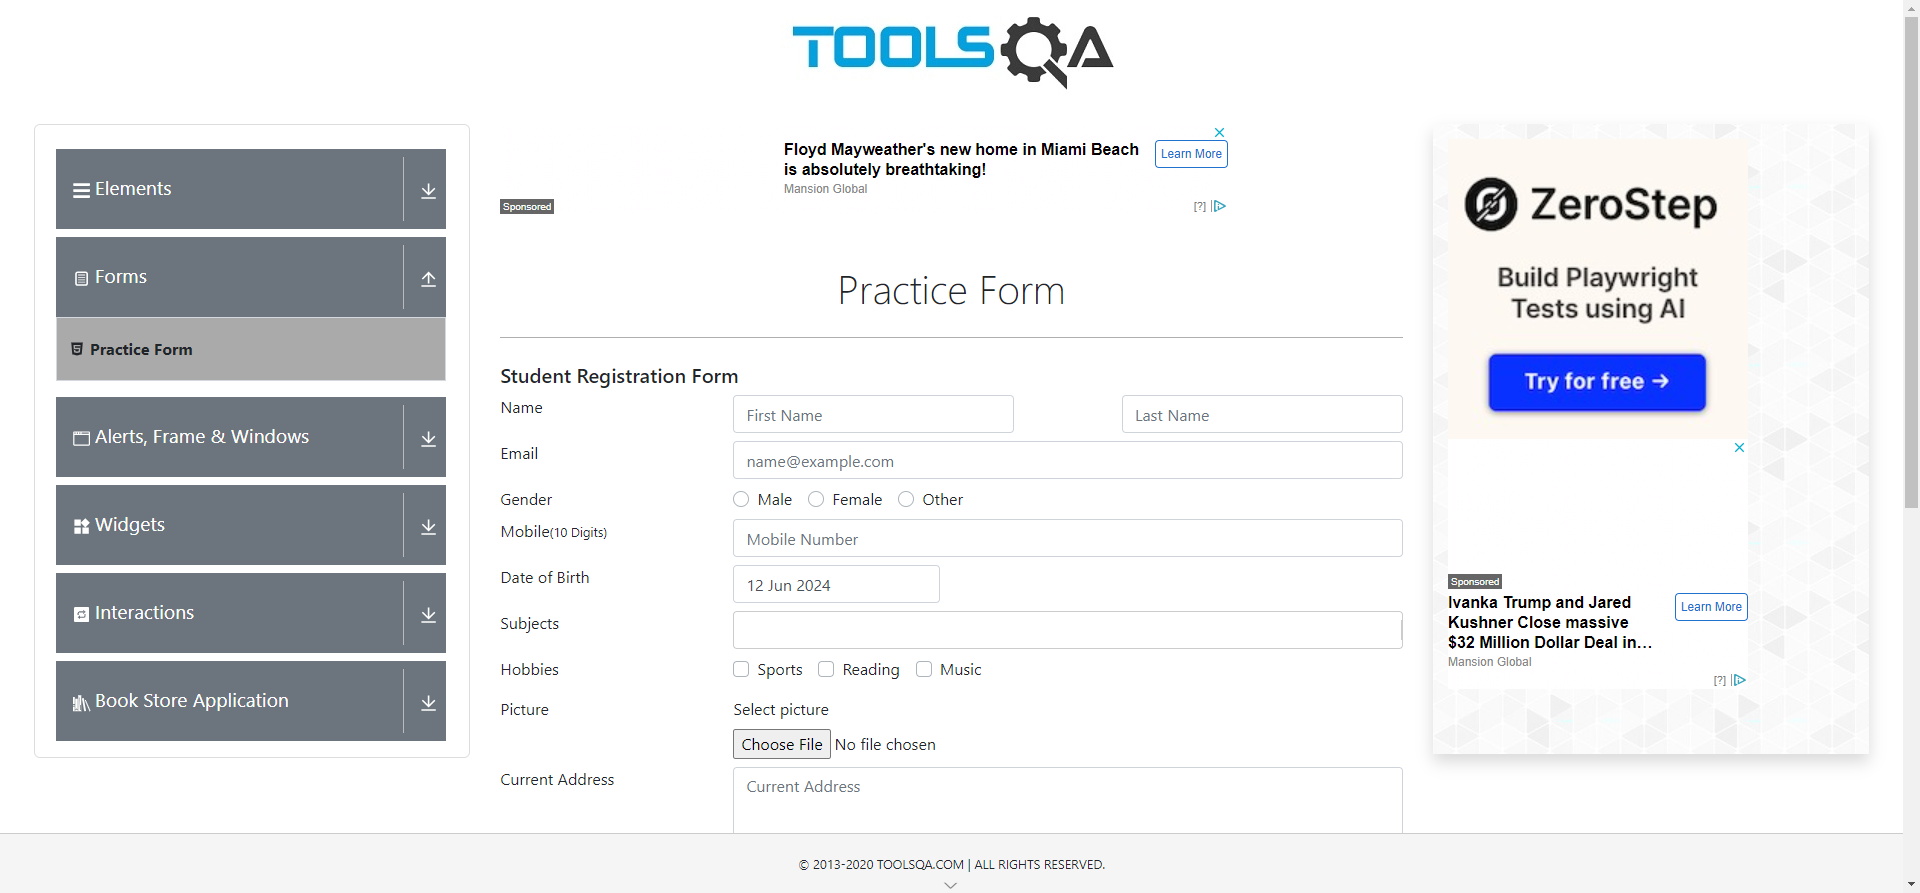 TOOLSQA
Elements
Forms
Practice Form
Alerts, Frame & Windows
Widgets
Interactions
Book Store Application
Floyd Mayweather's new home in Miami Beach
is absolutely breathtaking!
Mansion Global
Learn More
Sponsored
[?]
Practice Form
Student Registration Form
Name
First Name
Last Name
Email
name@example.com
Gender
Male
Female
Other
Mobile(10 Digits)
Mobile Number
Date of Birth
12 Jun 2024
Subjects
Hobbies
Sports
Reading
Music
Picture
Select picture
Choose File No file chosen
Current Address
Current Address
ZeroStep
Build Playwright
Tests using AI
Try for free →
Sponsored
Ivanka Trump and Jared
Kushner Close massive
$32 Million Dollar Deal in…
Mansion Global
Learn More
[?]
© 2013-2020 TOOLSQA.COM | ALL RIGHTS RESERVED.